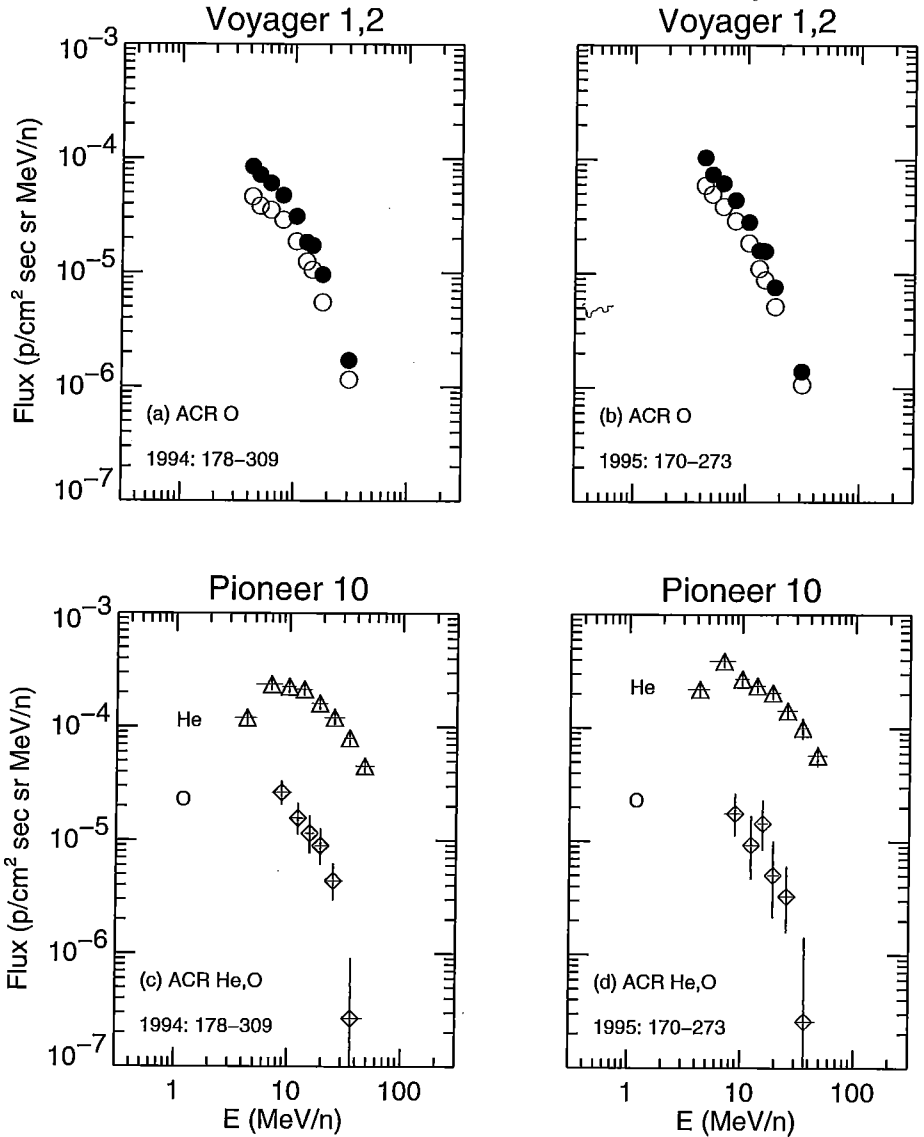 Voyager 1,2
Voyager 1,2
10⁻³
10⁻⁴
10⁻⁵
10⁻⁶
10⁻⁷
Flux (p/cm² sec sr MeV/n)
(a) ACR O
1994: 178–309
(b) ACR O
1995: 170–273
Pioneer 10
Pioneer 10
10⁻³
10⁻⁴
10⁻⁵
10⁻⁶
10⁻⁷
Flux (p/cm² sec sr MeV/n)
He
O
(c) ACR He,O
1994: 178–309
He
O
(d) ACR He,O
1995: 170–273
1 10 100
1 10 100
E (MeV/n)
E (MeV/n)